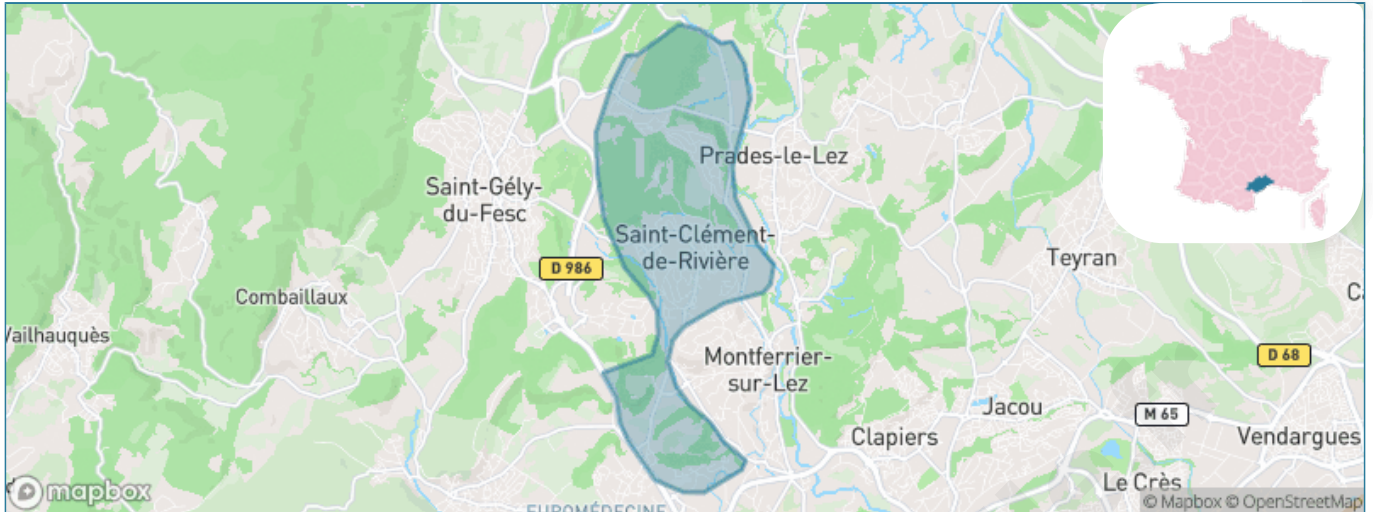 Prades-le-Lez
Saint-Gély-
du-Fesc
Saint-Clément-
de-Rivière
D 986
Teyran
Combaillaux
Vailhauquès
Montferrier-
sur-Lez
D 68
Jacou
M 65
Clapiers
Vendargues
Le Crès
mapbox
© Mapbox © OpenStreetMap
EUROMÉDECINE